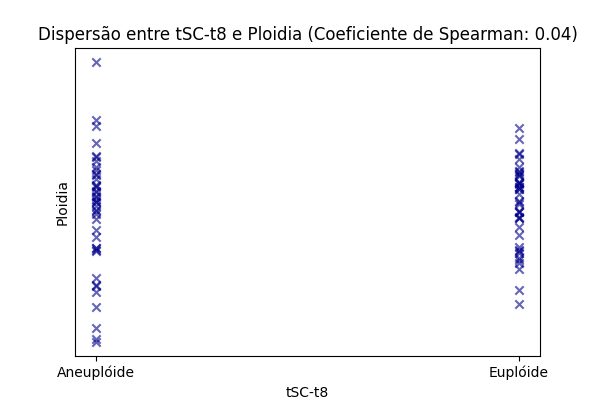 Dispersão entre tSC-t8 e Ploidia (Coeficiente de Spearman: 0.04)
Ploidia
Aneuplóide
Euplóide
tSC-t8